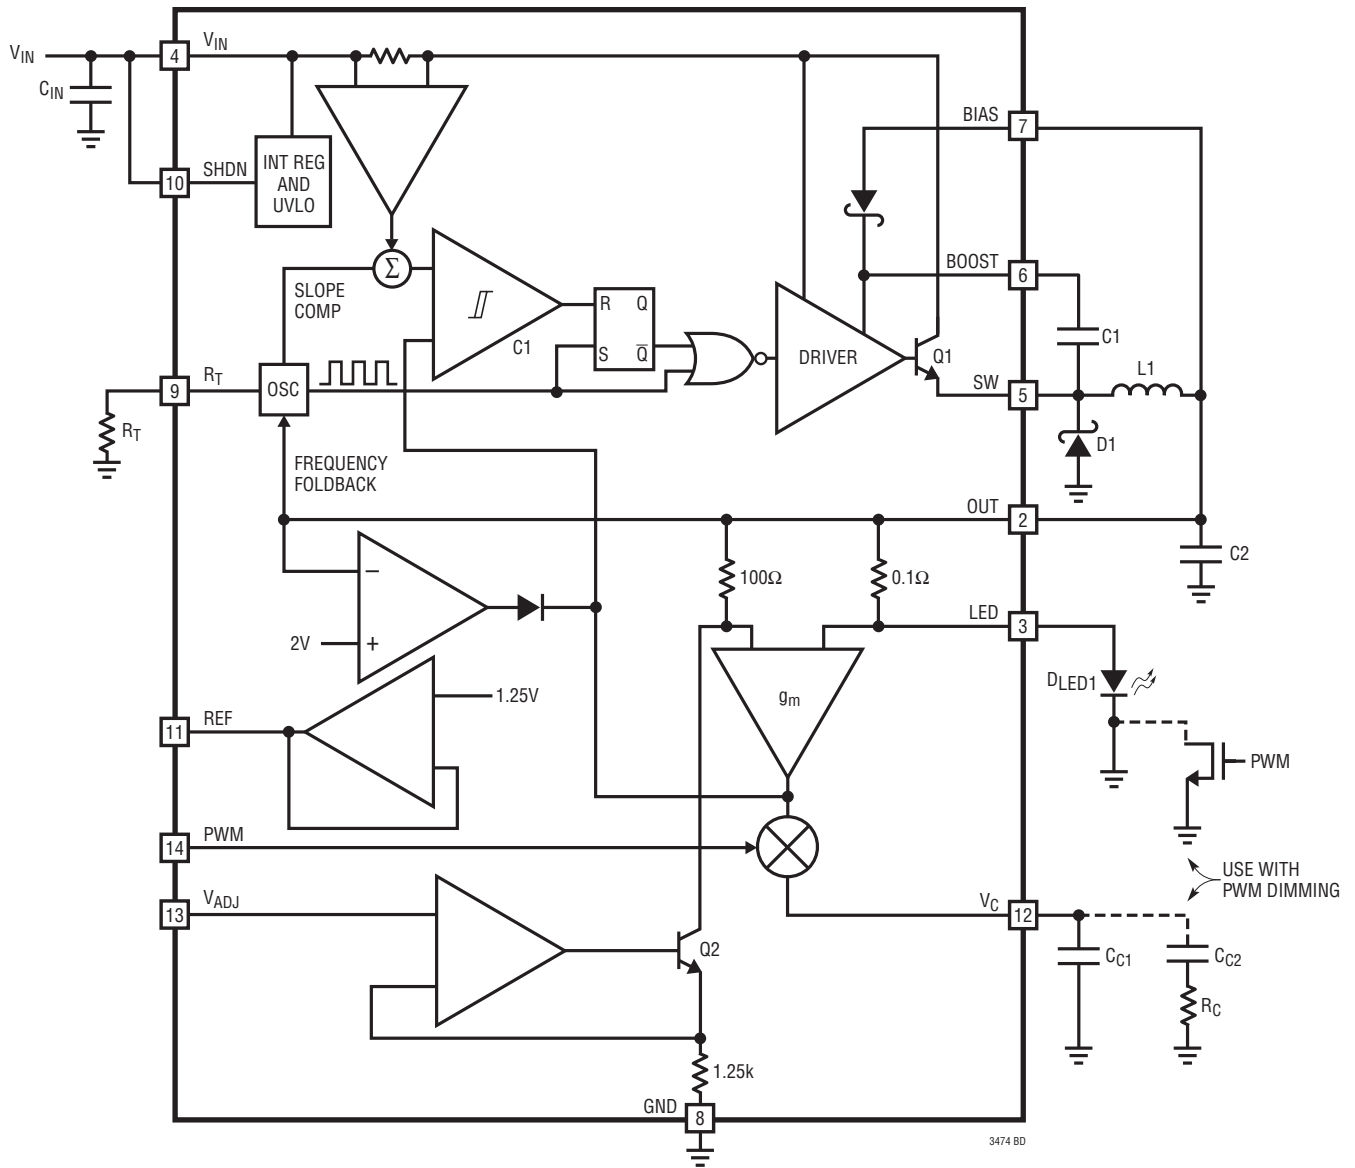 VIN
4
VIN
CIN
10
SHDN
INT REG
AND
UVLO
BIAS
7
Σ
SLOPE
COMP
C1
R
Q
S
Q̅
DRIVER
Q1
BOOST
6
C1
SW
5
L1
D1
9
RT
OSC
RT
FREQUENCY
FOLDBACK
OUT
2
C2
100Ω
0.1Ω
LED
3
DLED1
PWM
−
2V
+
gm
1.25V
11
REF
14
PWM
13
VADJ
USE WITH
PWM DIMMING
VC
12
CC1
CC2
RC
Q2
1.25k
GND
8
3474 BD